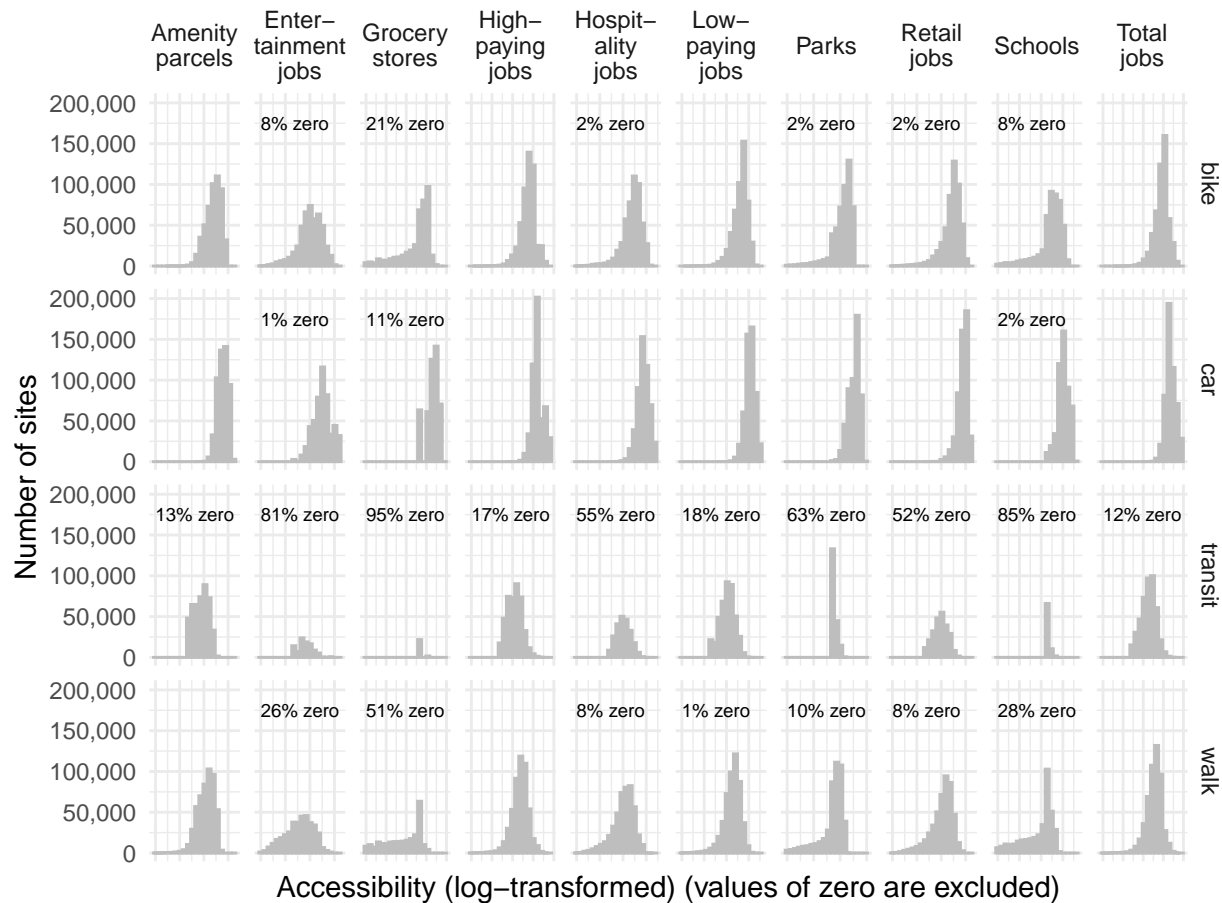 Amenity
parcels
Enter–
tainment
jobs
Grocery
stores
High–
paying
jobs
Hospit–
ality
jobs
Low–
paying
jobs
Parks
Retail
jobs
Schools
Total
jobs
Number of sites
200,000
150,000
100,000
50,000
0
8% zero
21% zero
2% zero
2% zero
2% zero
8% zero
bike
200,000
150,000
100,000
50,000
0
1% zero
11% zero
2% zero
car
200,000
150,000
100,000
50,000
0
13% zero
81% zero
95% zero
17% zero
55% zero
18% zero
63% zero
52% zero
85% zero
12% zero
transit
200,000
150,000
100,000
50,000
0
26% zero
51% zero
8% zero
1% zero
10% zero
8% zero
28% zero
walk
Accessibility (log–transformed) (values of zero are excluded)